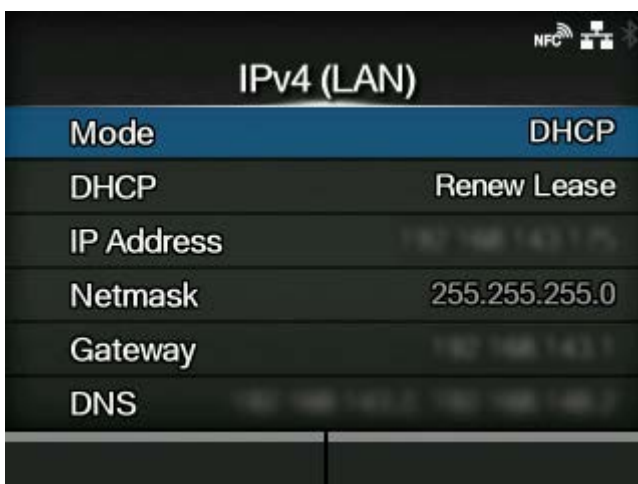 NFC
IPv4 (LAN)
Mode DHCP
DHCP Renew Lease
IP Address
Netmask 255.255.255.0
Gateway
DNS